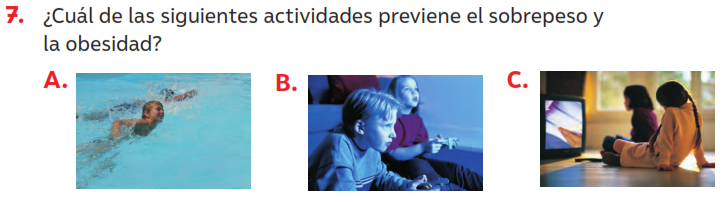 7. ¿Cuál de las siguientes actividades previene el sobrepeso y
la obesidad?
A. B. C.